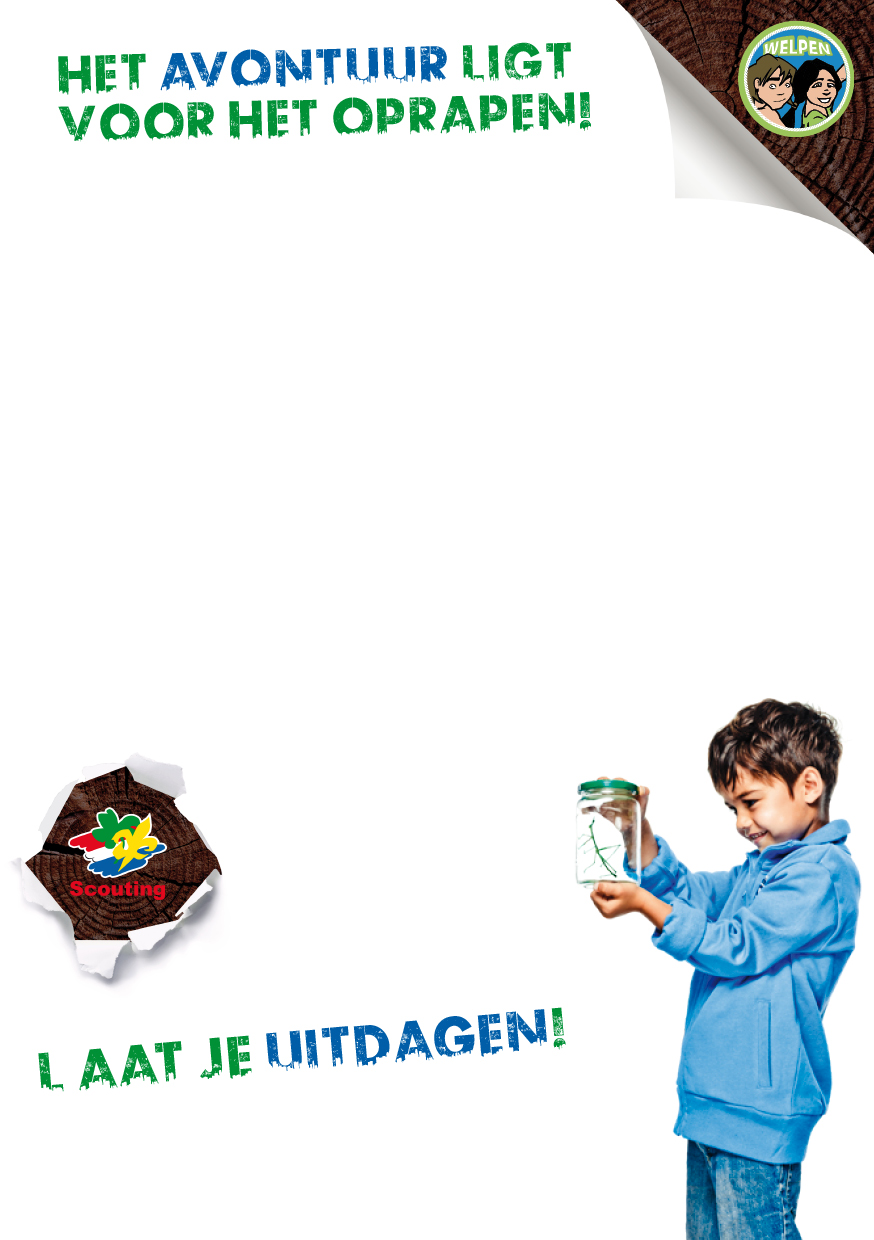 HET AVONTUUR LIGT
VOOR HET OPRAPEN!
WELPEN
Scouting
LAAT JE UITDAGEN!